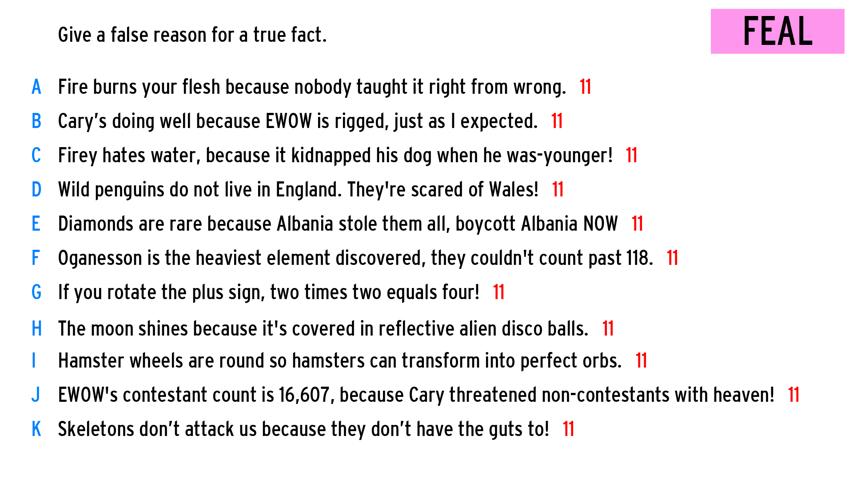 Give a false reason for a true fact.
FEAL
A Fire burns your flesh because nobody taught it right from wrong. 11
B Cary’s doing well because EWOW is rigged, just as I expected. 11
C Firey hates water, because it kidnapped his dog when he was-younger! 11
D Wild penguins do not live in England. They're scared of Wales! 11
E Diamonds are rare because Albania stole them all, boycott Albania NOW 11
F Oganesson is the heaviest element discovered, they couldn't count past 118. 11
G If you rotate the plus sign, two times two equals four! 11
H The moon shines because it's covered in reflective alien disco balls. 11
I Hamster wheels are round so hamsters can transform into perfect orbs. 11
J EWOW's contestant count is 16,607, because Cary threatened non-contestants with heaven! 11
K Skeletons don’t attack us because they don’t have the guts to! 11